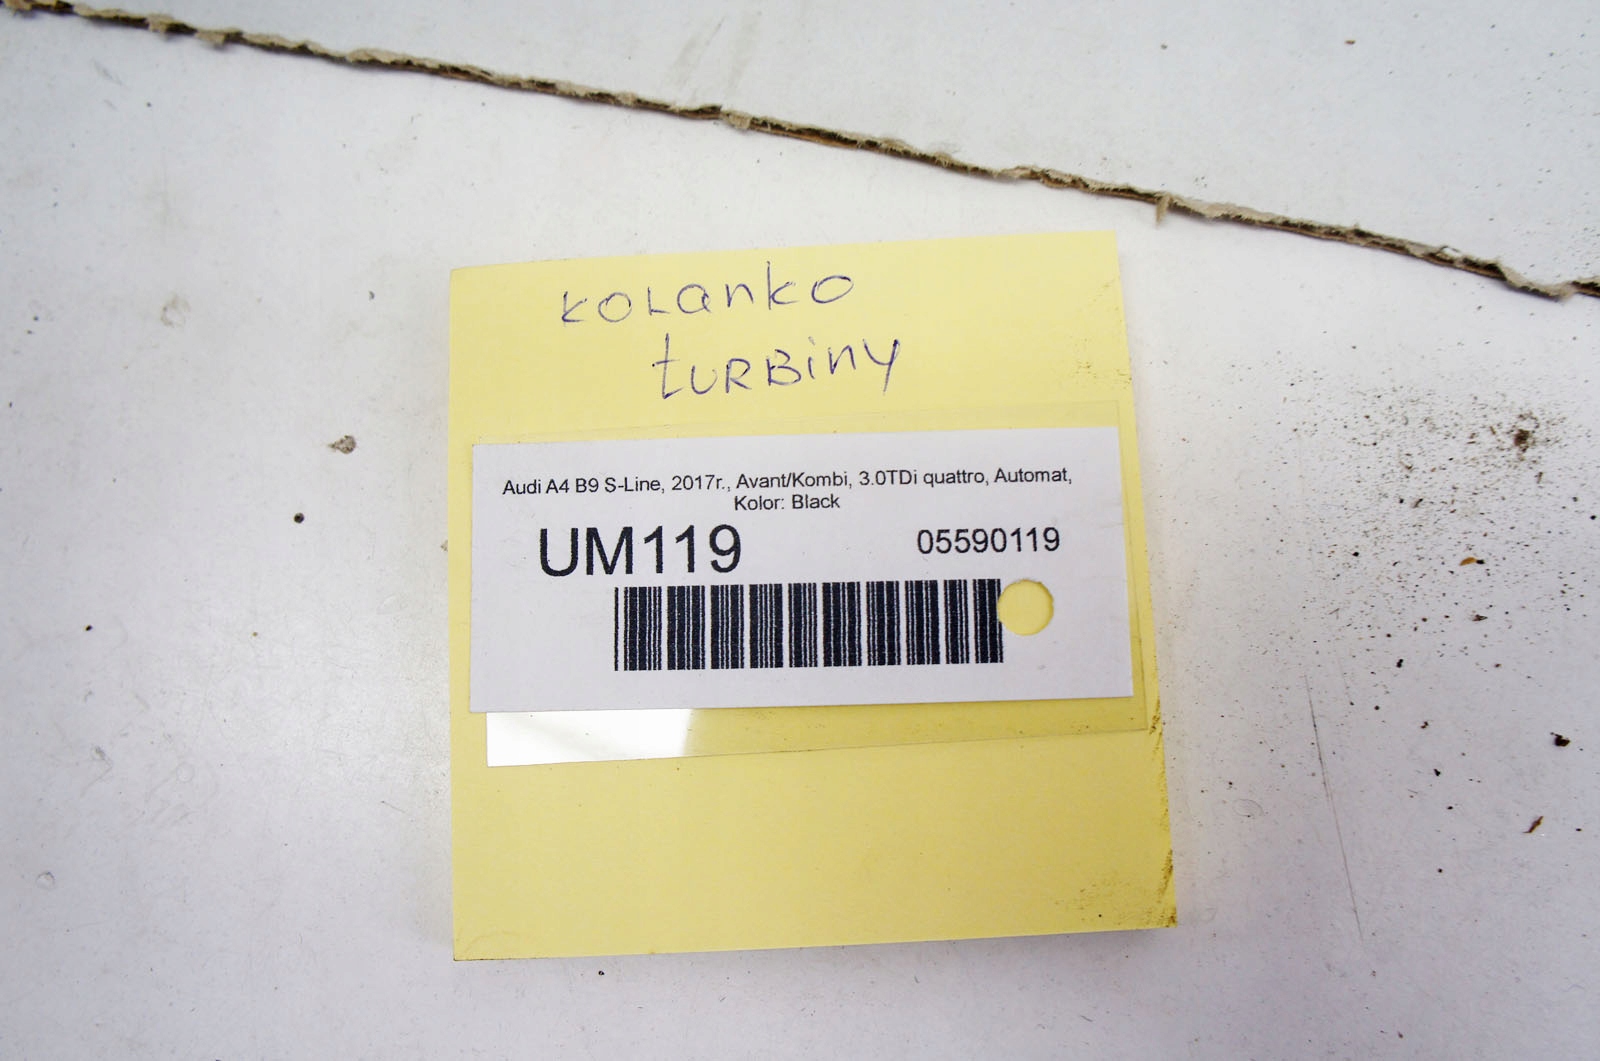 kolanko
turbiny
Audi A4 B9 S-Line, 2017r., Avant/Kombi, 3.0TDi quattro, Automat,
Kolor: Black
UM119
05590119